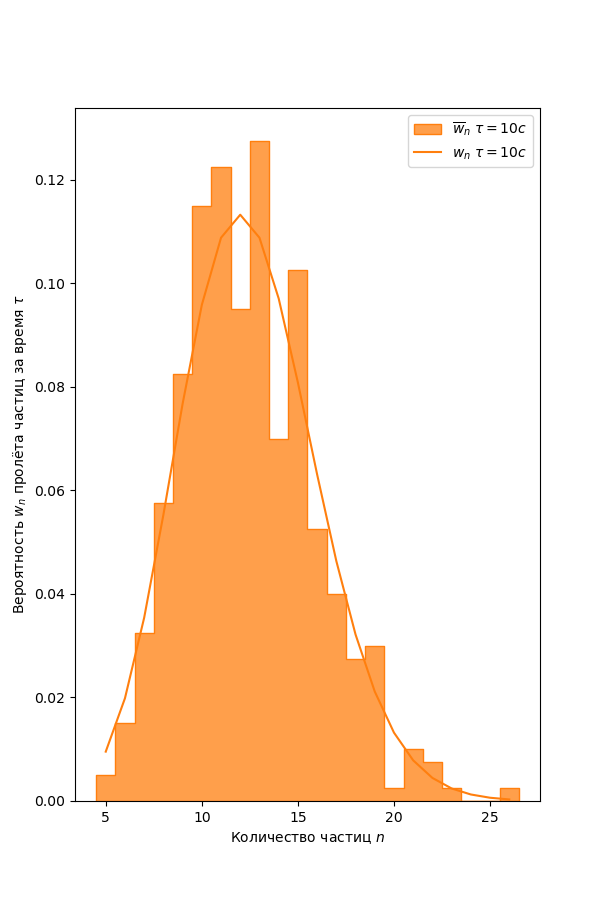 w̅ₙ τ = 10c
wₙ τ = 10c
0.12
0.10
0.08
0.06
0.04
0.02
0.00
Вероятность wₙ пролёта частиц за время τ
5 10 15 20 25
Количество частиц n